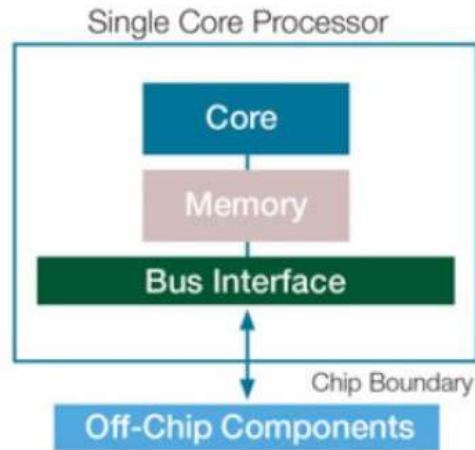 Single Core Processor
Core
Memory
Bus Interface
Chip Boundary
Off-Chip Components